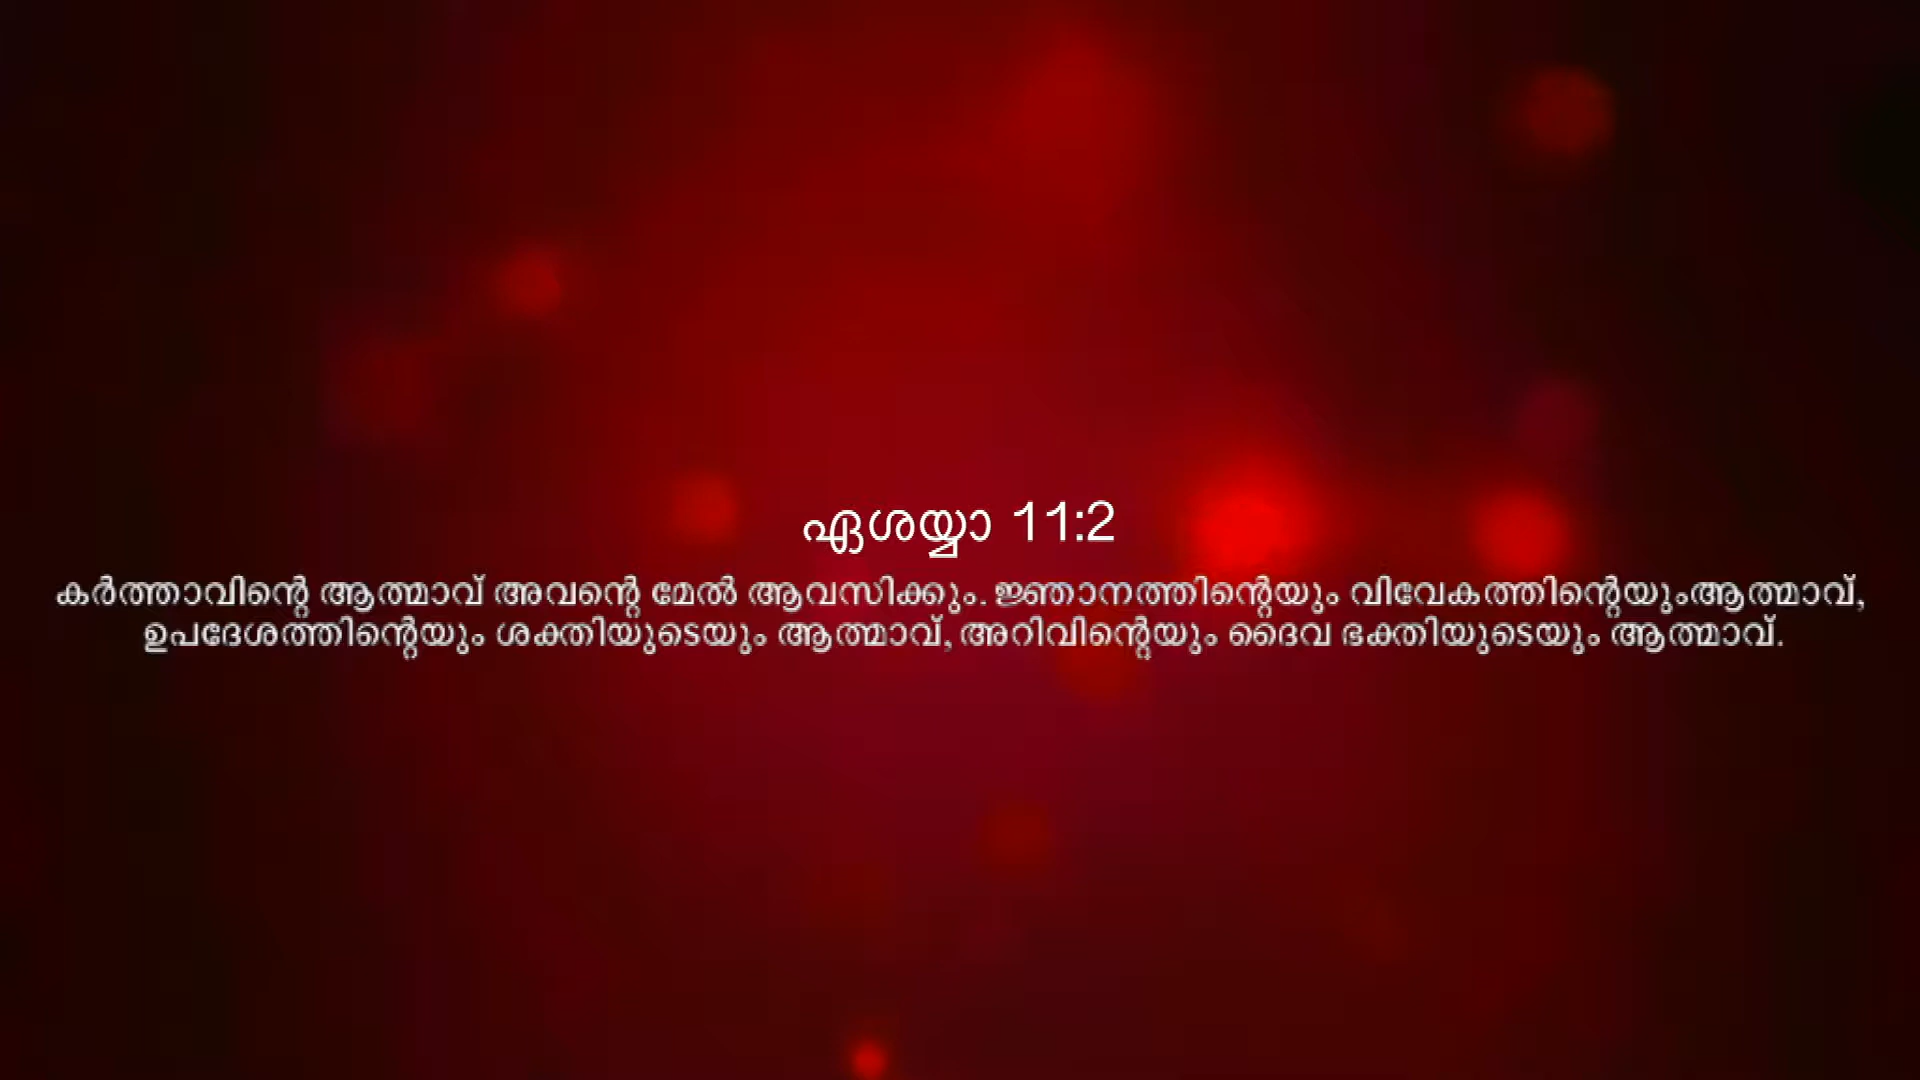 ഏശയ്യാ 11:2
കർത്താവിന്റെ ആത്മാവ് അവന്റെ മേൽ ആവസിക്കും. ജ്ഞാനത്തിന്റെയും വിവേകത്തിന്റെയുംആത്മാവ്,
ഉപദേശത്തിന്റെയും ശക്തിയുടെയും ആത്മാവ്, അറിവിന്റെയും ദൈവ ഭക്തിയുടെയും ആത്മാവ്.